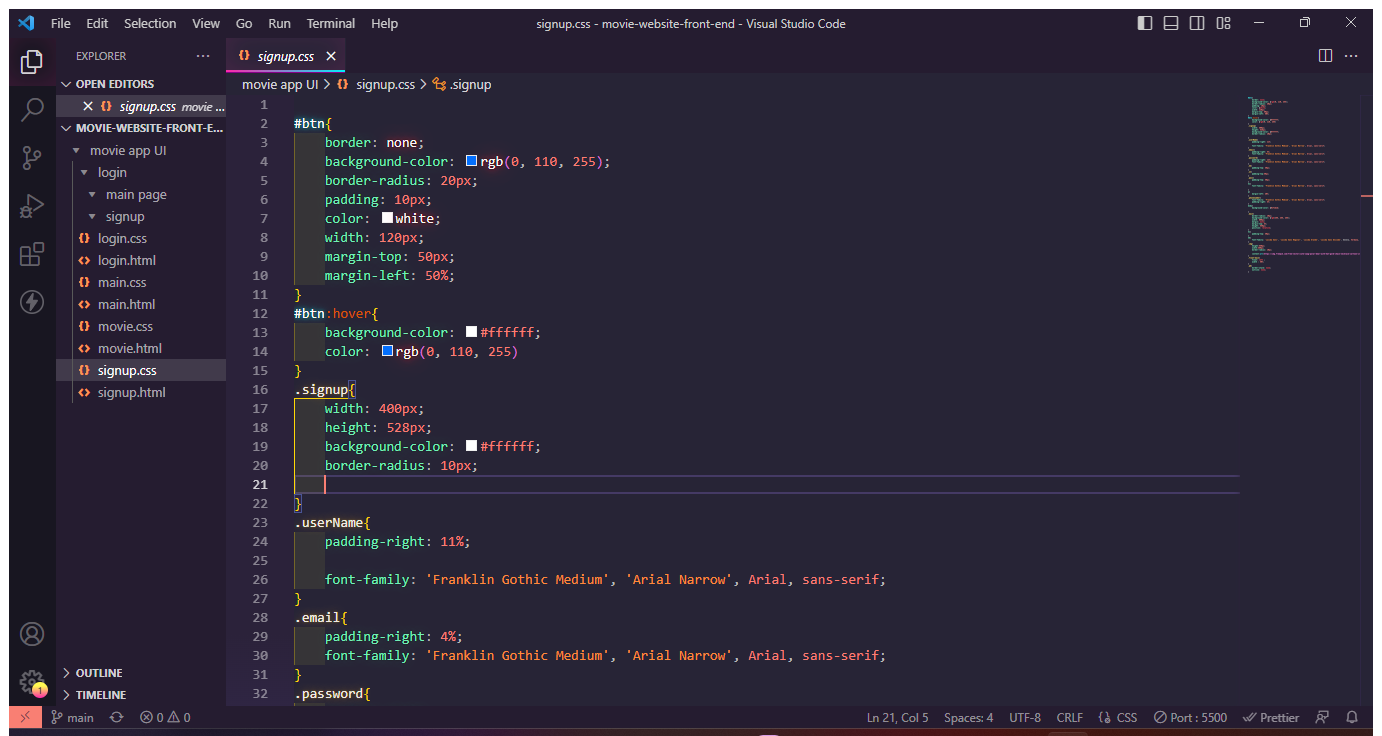 File Edit Selection View Go Run Terminal Help
signup.css - movie-website-front-end - Visual Studio Code
EXPLORER
OPEN EDITORS
signup.css movie ...
MOVIE-WEBSITE-FRONT-E...
movie app UI
login
main page
signup
login.css
login.html
main.css
main.html
movie.css
movie.html
signup.css
signup.html
OUTLINE
TIMELINE
1
signup.css
movie app UI > signup.css > .signup
1
2 #btn{
3 border: none;
4 background-color: rgb(0, 110, 255);
5 border-radius: 20px;
6 padding: 10px;
7 color: white;
8 width: 120px;
9 margin-top: 50px;
10 margin-left: 50%;
11 }
12 #btn:hover{
13 background-color: #ffffff;
14 color: rgb(0, 110, 255)
15 }
16 .signup{
17 width: 400px;
18 height: 528px;
19 background-color: #ffffff;
20 border-radius: 10px;
21
22 }
23 .userName{
24 padding-right: 11%;
25
26 font-family: 'Franklin Gothic Medium', 'Arial Narrow', Arial, sans-serif;
27 }
28 .email{
29 padding-right: 4%;
30 font-family: 'Franklin Gothic Medium', 'Arial Narrow', Arial, sans-serif;
31 }
32 .password{
main 0 0 Ln 21, Col 5 Spaces: 4 UTF-8 CRLF CSS Port : 5500 Prettier